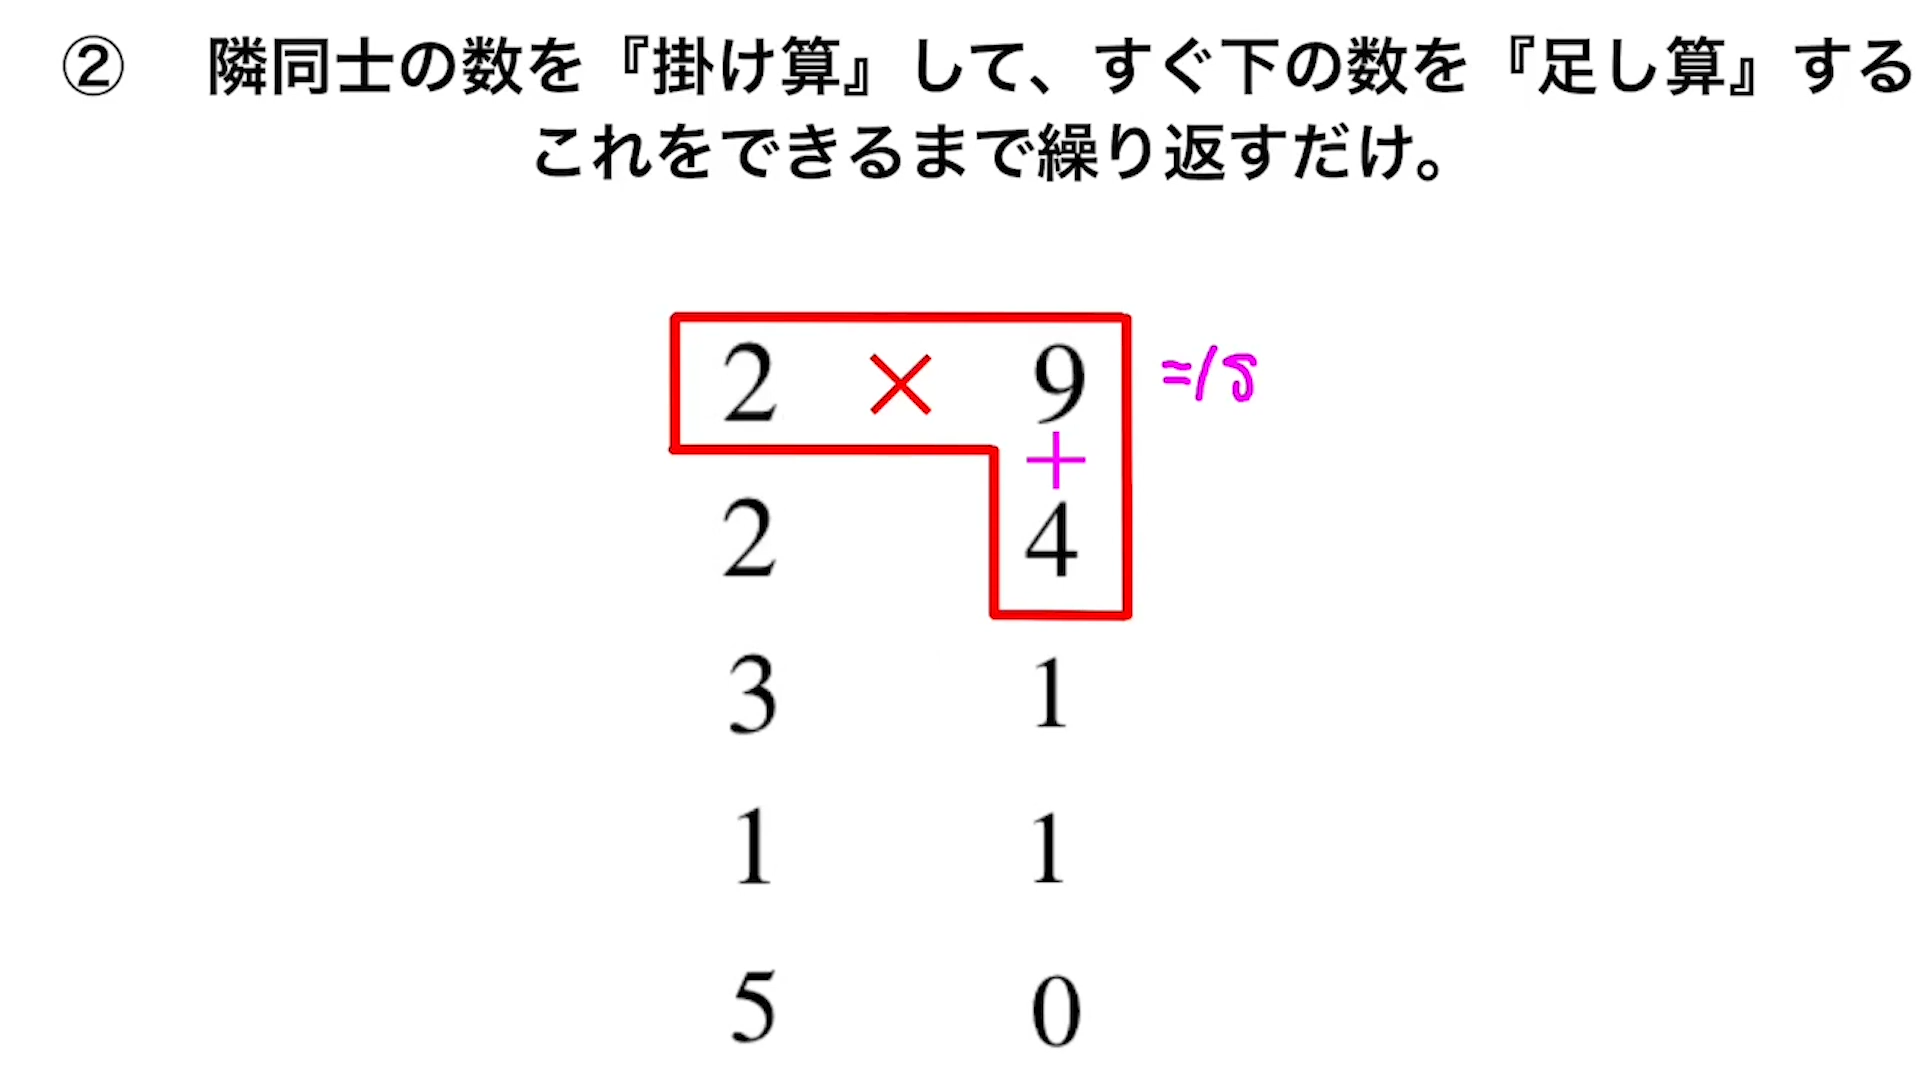 ② 隣同士の数を『掛け算』して、すぐ下の数を『足し算』する
これをできるまで繰り返すだけ。
2 × 9
+
2 4
3 1
1 1
5 0